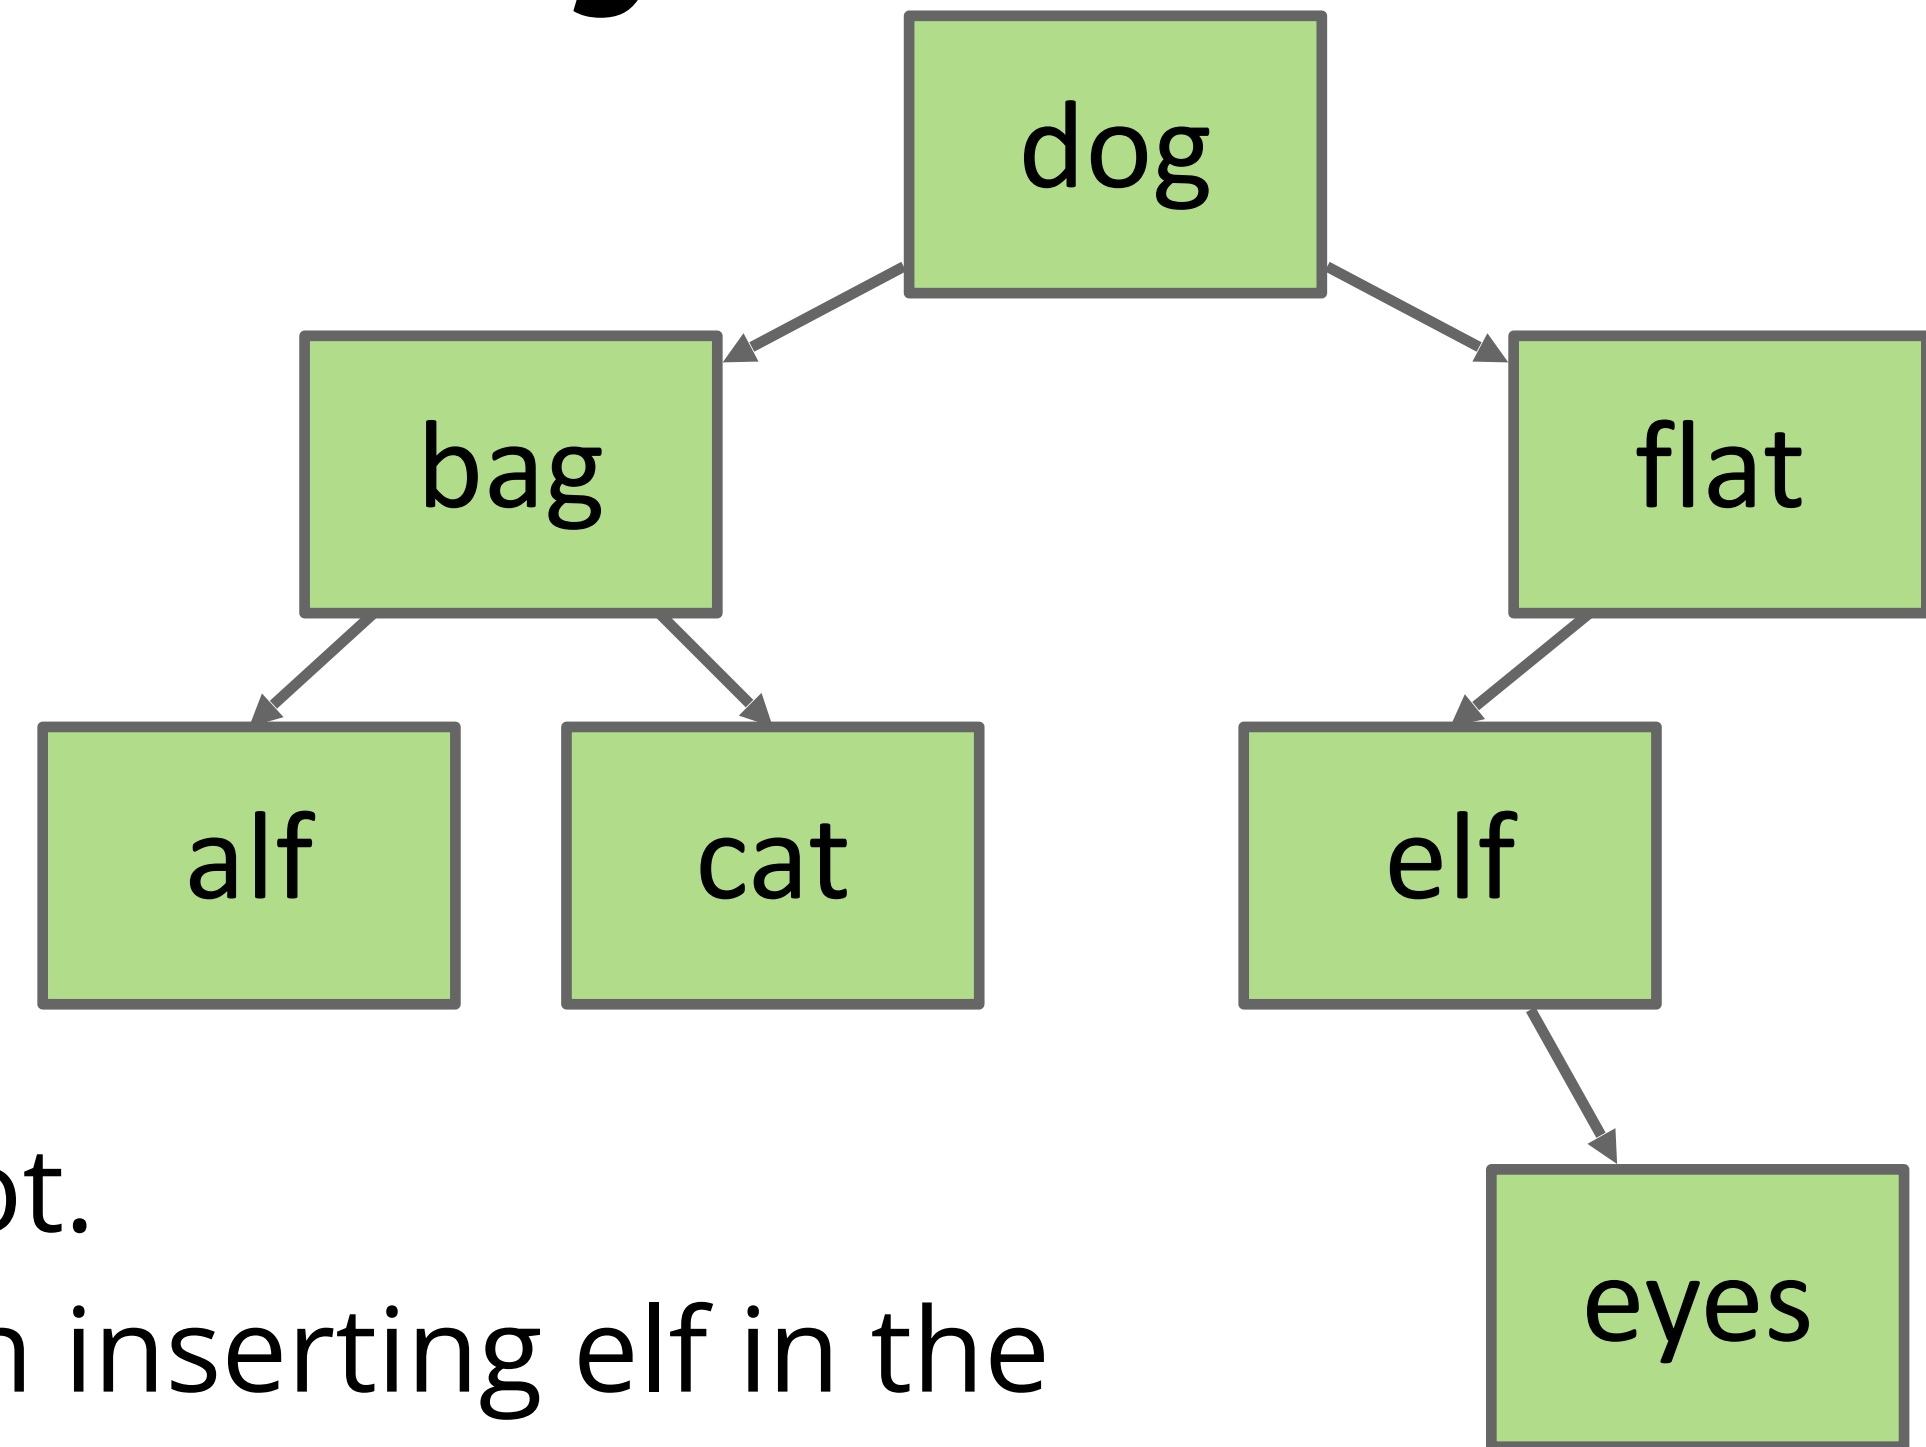 dog
bag flat
alf cat elf
ot.
inserting elf in the
eyes